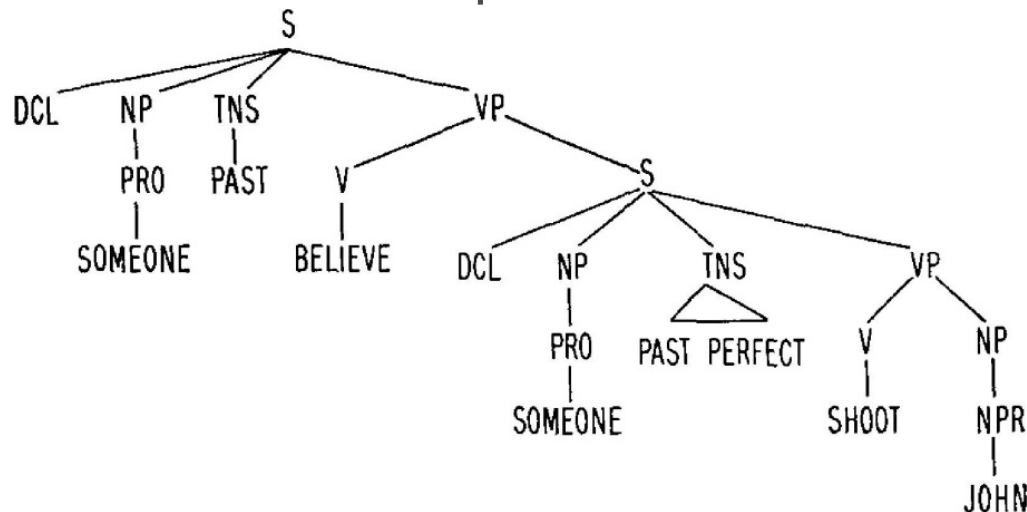 S
DCL NP TNS VP
PRO PAST V S
SOMEONE BELIEVE DCL NP TNS VP
PRO PAST PERFECT V NP
SOMEONE SHOOT NPR
JOHN